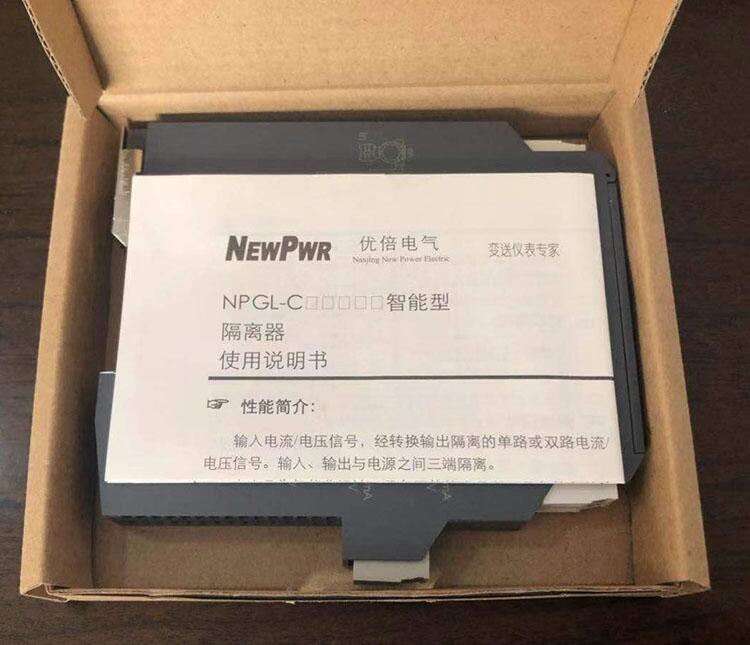 NEWPWR 优倍电气 变送仪表专家
Nanjing New Power Electric
NPGL-C□□□□□智能型
隔离器
使用说明书
☞ 性能简介:
输入电流/电压信号,经转换输出隔离的单路或双路电流/
电压信号。输入、输出与电源之间三端隔离。